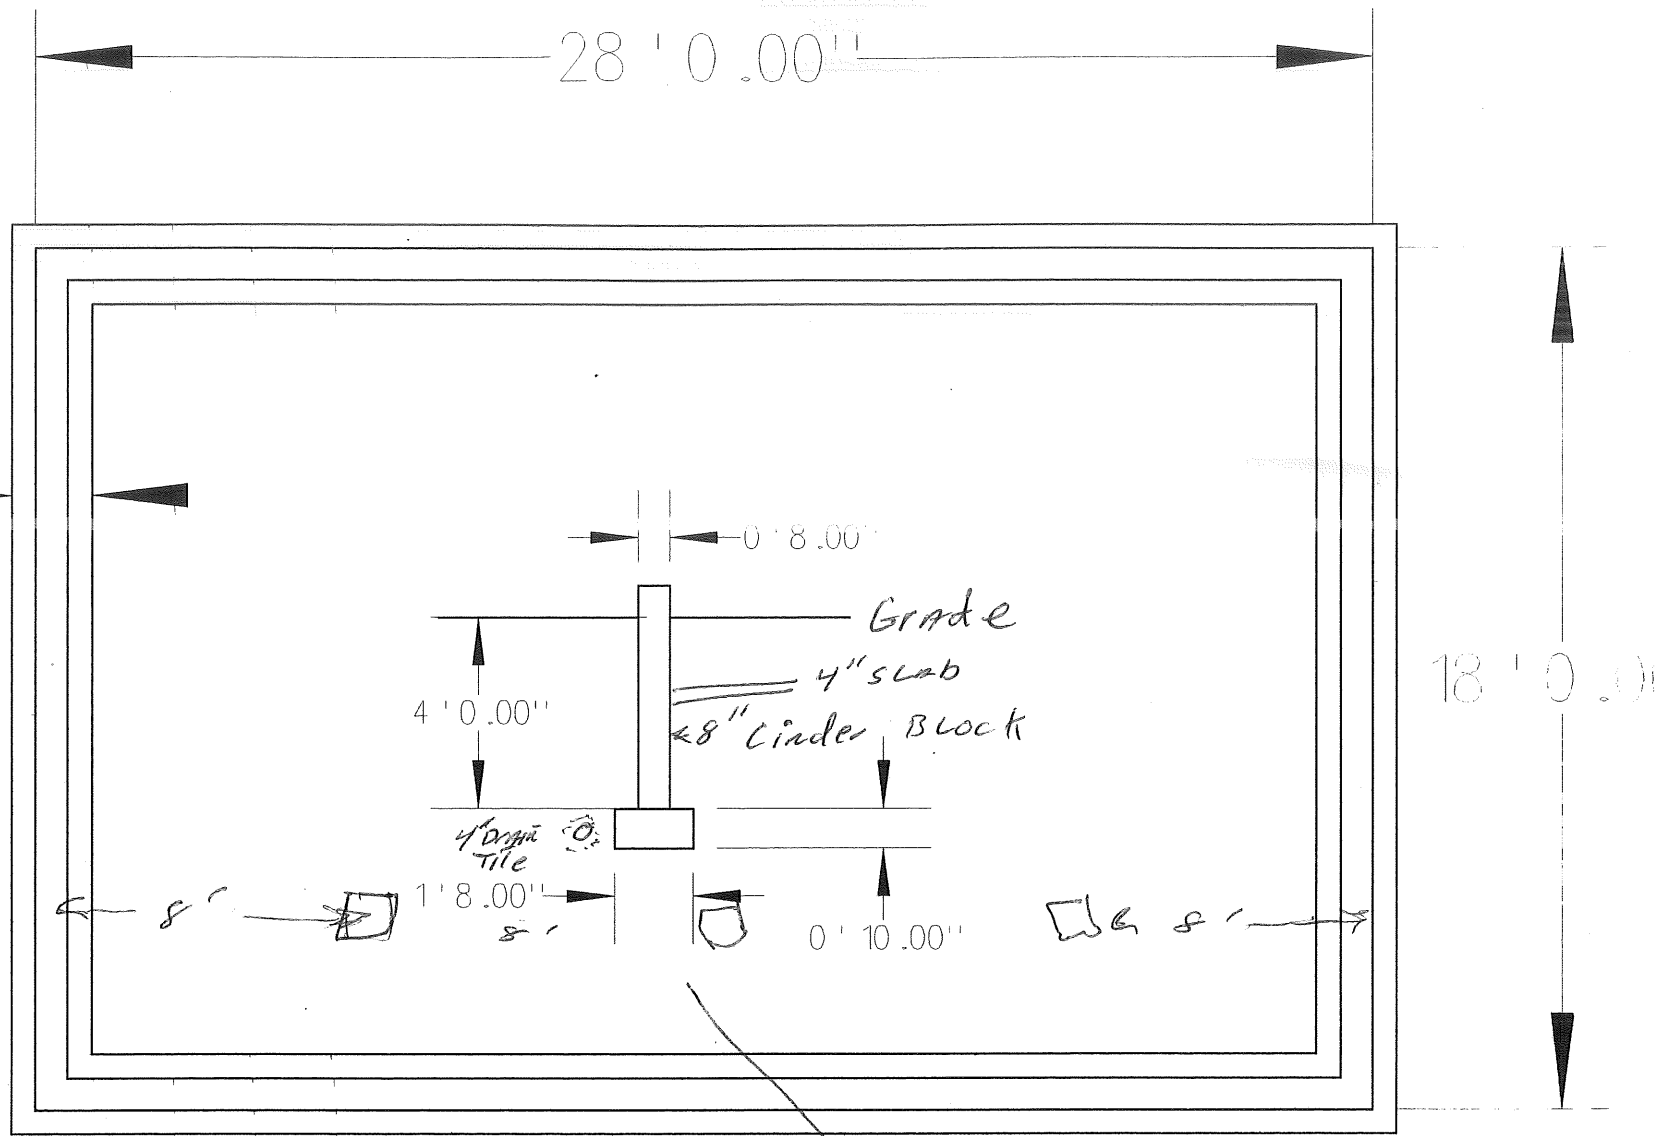 28'0.00"
0'8.00"
Grade
4" SLAB
4'0.00"
8" Cinder Block
18'0.0
4" Drain
Tile
1'8.00"
8'
8'
8'
0'10.00"